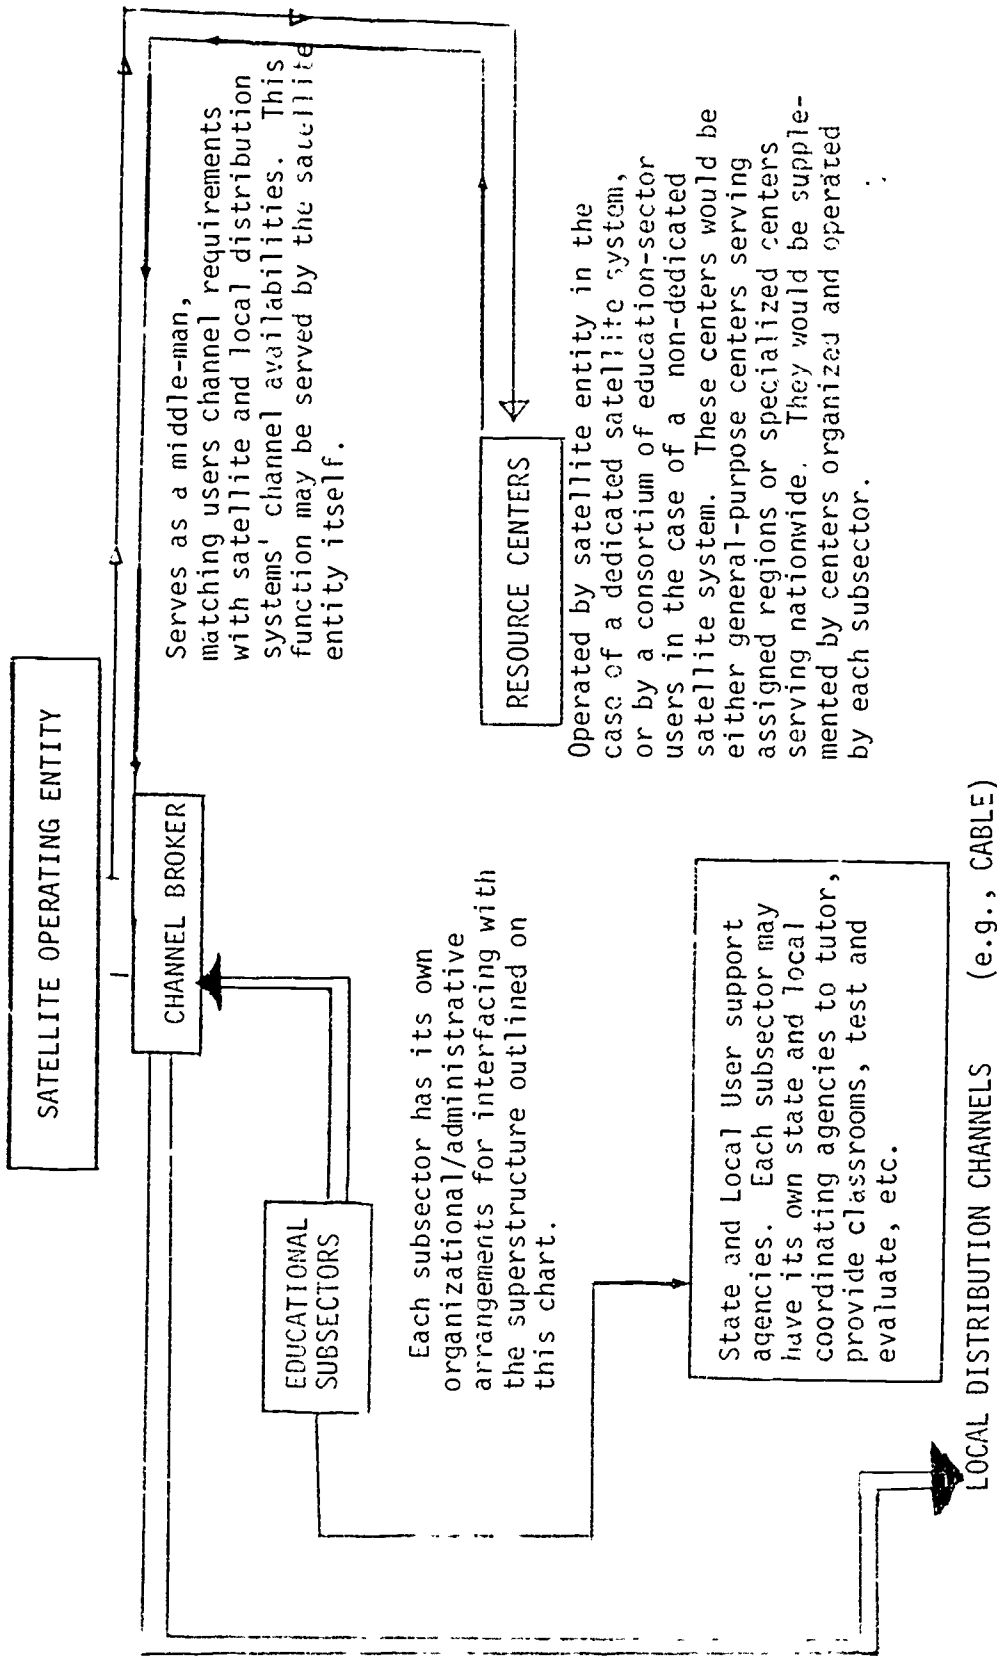 SATELLITE OPERATING ENTITY
CHANNEL BROKER
Serves as a middle-man,
matching users channel requirements
with satellite and local distribution
systems' channel availabilities. This
function may be served by the satellite
entity itself.
EDUCATIONAL
SUBSECTORS
Each subsector has its own
organizational/administrative
arrangements for interfacing with
the superstructure outlined on
this chart.
RESOURCE CENTERS
Operated by satellite entity in the
case of a dedicated satellite system,
or by a consortium of education-sector
users in the case of a non-dedicated
satellite system. These centers would be
either general-purpose centers serving
assigned regions or specialized centers
serving nationwide. They would be supple-
mented by centers organized and operated
by each subsector.
State and Local User support
agencies. Each subsector may
have its own state and local
coordinating agencies to tutor,
provide classrooms, test and
evaluate, etc.
LOCAL DISTRIBUTION CHANNELS (e.g., CABLE)